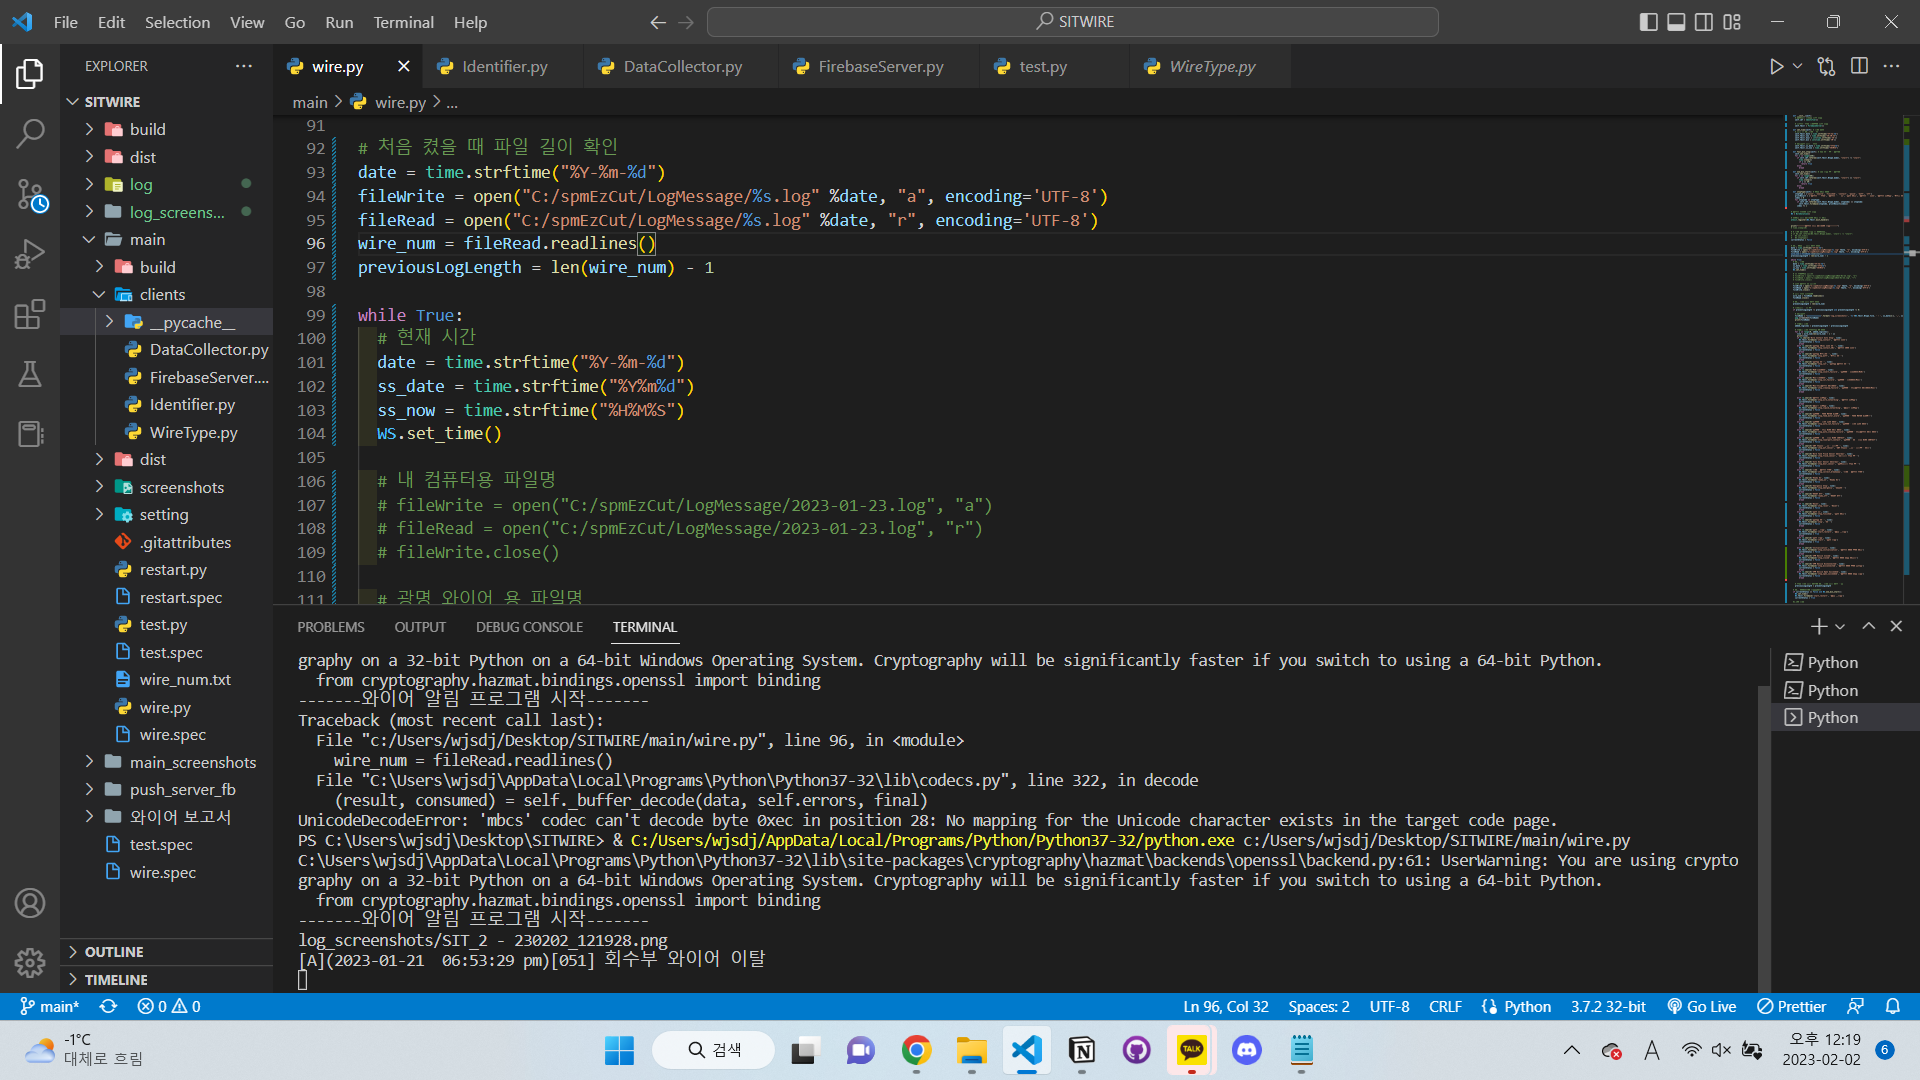 File Edit Selection View Go Run Terminal Help
SITWIRE
EXPLORER
SITWIRE
build
dist
log
log_screens...
main
build
clients
__pycache__
DataCollector.py
FirebaseServer....
Identifier.py
WireType.py
dist
screenshots
setting
.gitattributes
restart.py
restart.spec
test.py
test.spec
wire_num.txt
wire.py
wire.spec
main_screenshots
push_server_fb
와이어 보고서
test.spec
wire.spec
OUTLINE
TIMELINE
wire.py Identifier.py DataCollector.py FirebaseServer.py test.py WireType.py
main > wire.py > ...
91
92 # 처음 켰을 때 파일 길이 확인
93 date = time.strftime("%Y-%m-%d")
94 fileWrite = open("C:/spmEzCut/LogMessage/%s.log" %date, "a", encoding='UTF-8')
95 fileRead = open("C:/spmEzCut/LogMessage/%s.log" %date, "r", encoding='UTF-8')
96 wire_num = fileRead.readlines()
97 previousLogLength = len(wire_num) - 1
98
99 while True:
100 # 현재 시간
101 date = time.strftime("%Y-%m-%d")
102 ss_date = time.strftime("%Y%m%d")
103 ss_now = time.strftime("%H%M%S")
104 WS.set_time()
105
106 # 내 컴퓨터용 파일명
107 # fileWrite = open("C:/spmEzCut/LogMessage/2023-01-23.log", "a")
108 # fileRead = open("C:/spmEzCut/LogMessage/2023-01-23.log", "r")
109 # fileWrite.close()
110
111 # 광명 와이어 용 파일명
PROBLEMS OUTPUT DEBUG CONSOLE TERMINAL
graphy on a 32-bit Python on a 64-bit Windows Operating System. Cryptography will be significantly faster if you switch to using a 64-bit Python.
from cryptography.hazmat.bindings.openssl import binding
-------와이어 알림 프로그램 시작-------
Traceback (most recent call last):
File "c:/Users/wjsdj/Desktop/SITWIRE/main/wire.py", line 96, in <module>
wire_num = fileRead.readlines()
File "C:\Users\wjsdj\AppData\Local\Programs\Python\Python37-32\lib\codecs.py", line 322, in decode
(result, consumed) = self._buffer_decode(data, self.errors, final)
UnicodeDecodeError: 'mbcs' codec can't decode byte 0xec in position 28: No mapping for the Unicode character exists in the target code page.
PS C:\Users\wjsdj\Desktop\SITWIRE> & C:/Users/wjsdj/AppData/Local/Programs/Python/Python37-32/python.exe c:/Users/wjsdj/Desktop/SITWIRE/main/wire.py
C:\Users\wjsdj\AppData\Local\Programs\Python\Python37-32\lib\site-packages\cryptography\hazmat\backends\openssl\backend.py:61: UserWarning: You are using crypto
graphy on a 32-bit Python on a 64-bit Windows Operating System. Cryptography will be significantly faster if you switch to using a 64-bit Python.
from cryptography.hazmat.bindings.openssl import binding
-------와이어 알림 프로그램 시작-------
log_screenshots/SIT_2 - 230202_121928.png
[A](2023-01-21  06:53:29 pm)[051] 회수부 와이어 이탈
Python
Python
Python
main* 0 0
Ln 96, Col 32 Spaces: 2 UTF-8 CRLF Python 3.7.2 32-bit Go Live Prettier
-1°C
대체로 흐림
검색
TALK
A
오후 12:19
2023-02-02
6